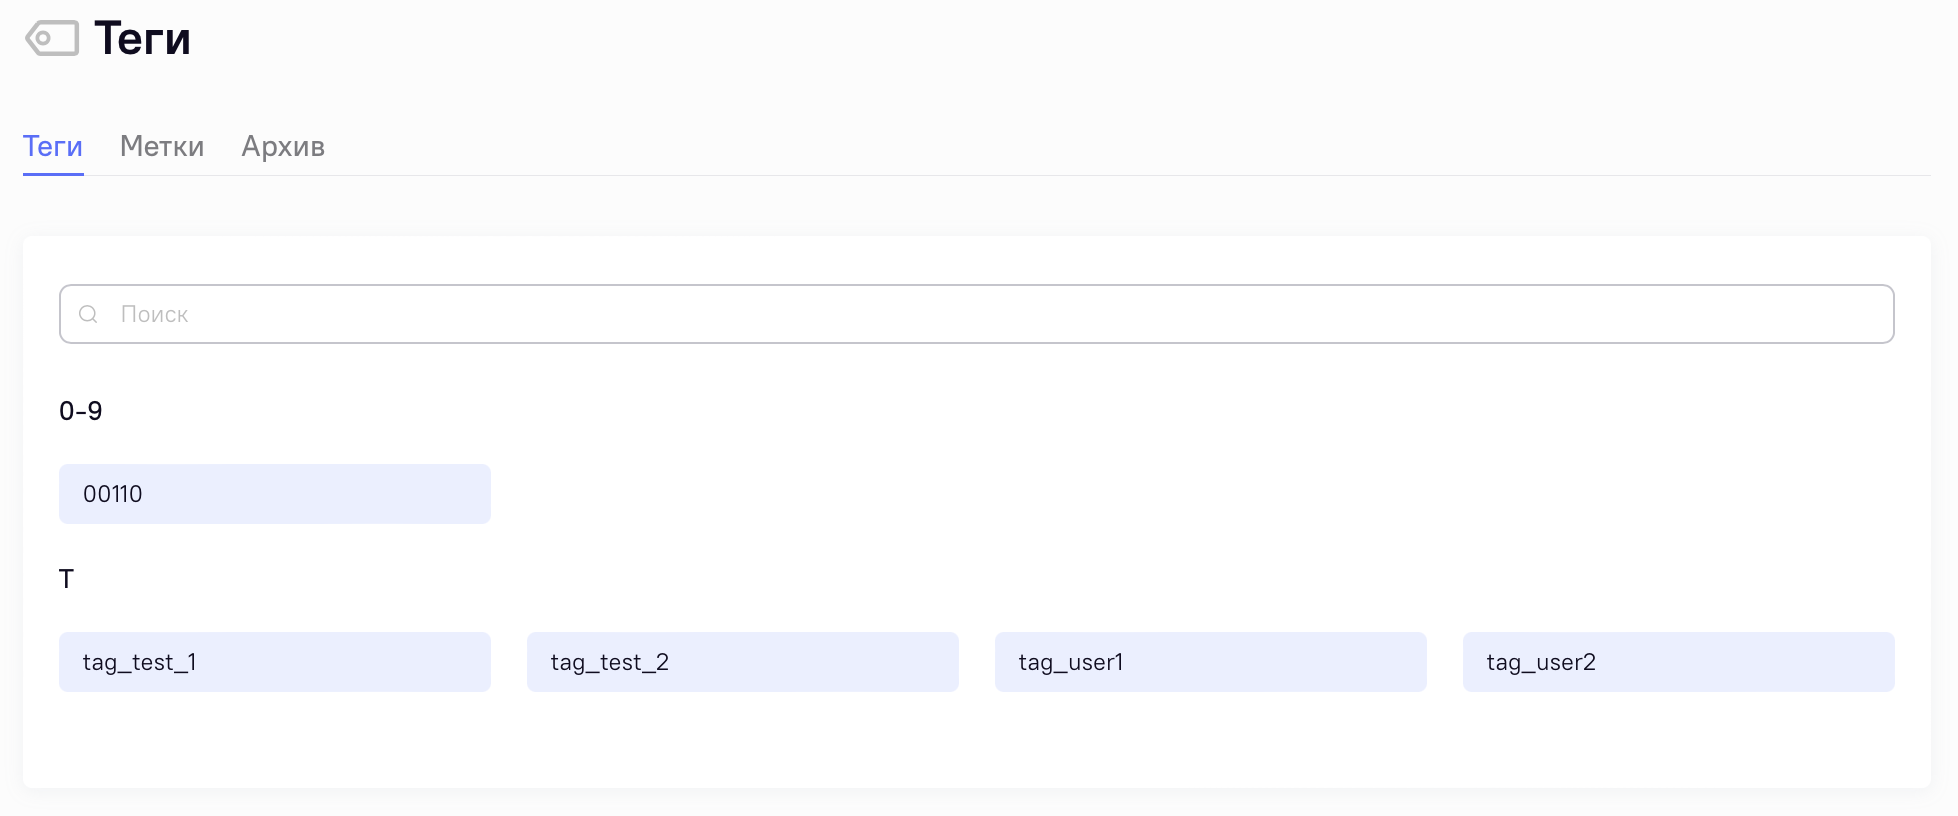 Теги
Теги Метки Архив
Поиск
0-9
00110
T
tag_test_1 tag_test_2 tag_user1 tag_user2